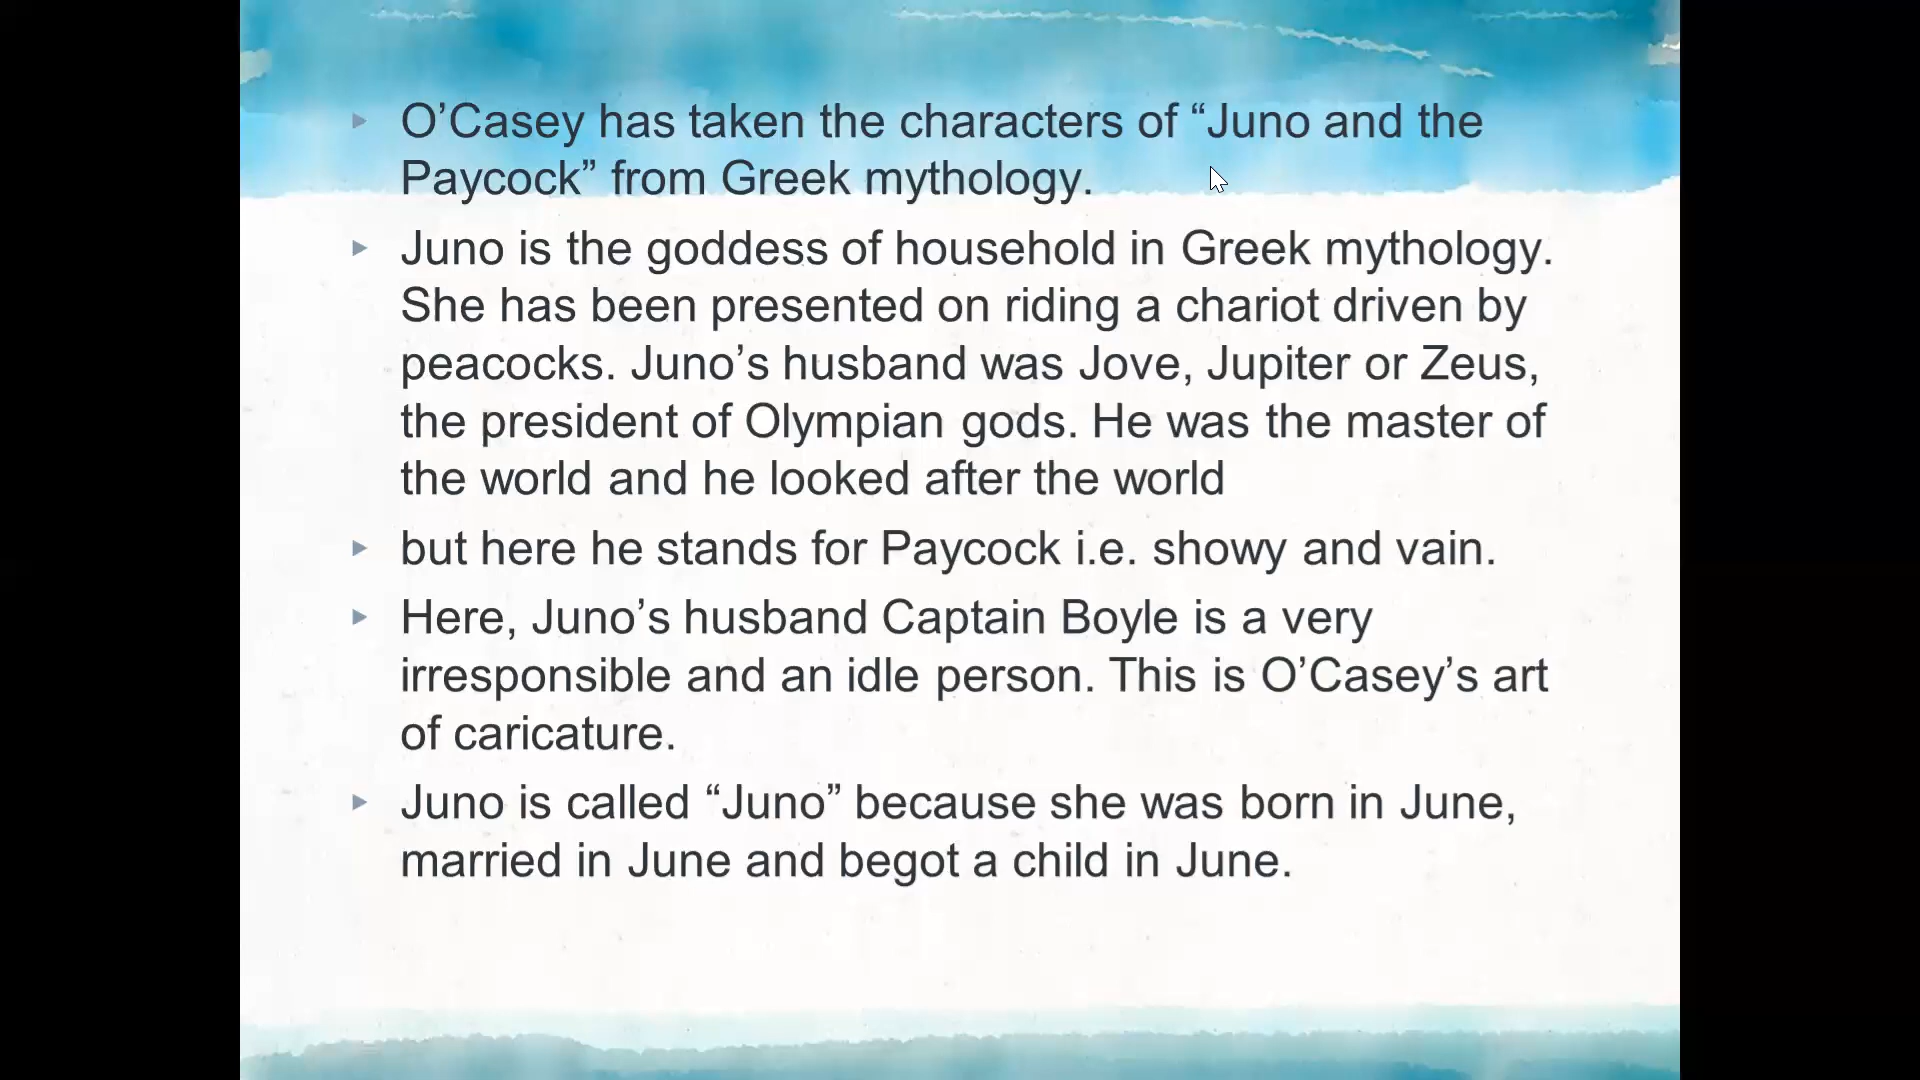 O’Casey has taken the characters of “Juno and the
Paycock” from Greek mythology.
Juno is the goddess of household in Greek mythology.
She has been presented on riding a chariot driven by
peacocks. Juno’s husband was Jove, Jupiter or Zeus,
the president of Olympian gods. He was the master of
the world and he looked after the world
but here he stands for Paycock i.e. showy and vain.
Here, Juno’s husband Captain Boyle is a very
irresponsible and an idle person. This is O’Casey’s art
of caricature.
Juno is called “Juno” because she was born in June,
married in June and begot a child in June.